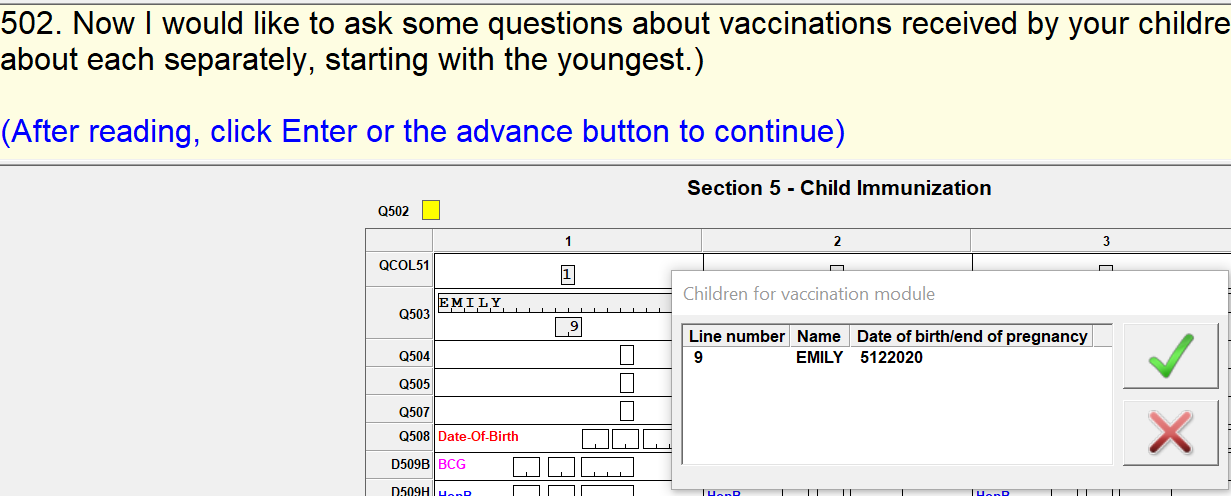 502. Now I would like to ask some questions about vaccinations received by your childre
about each separately, starting with the youngest.)
(After reading, click Enter or the advance button to continue)
Section 5 - Child Immunization
Q502
1 2 3
QCOL51 1
Q503 EMILY
9
Q504
Q505
Q507
Q508 Date-Of-Birth
D509B BCG
D509H HepB HepB HepB
Children for vaccination module
Line number Name Date of birth/end of pregnancy
9 EMILY 5122020